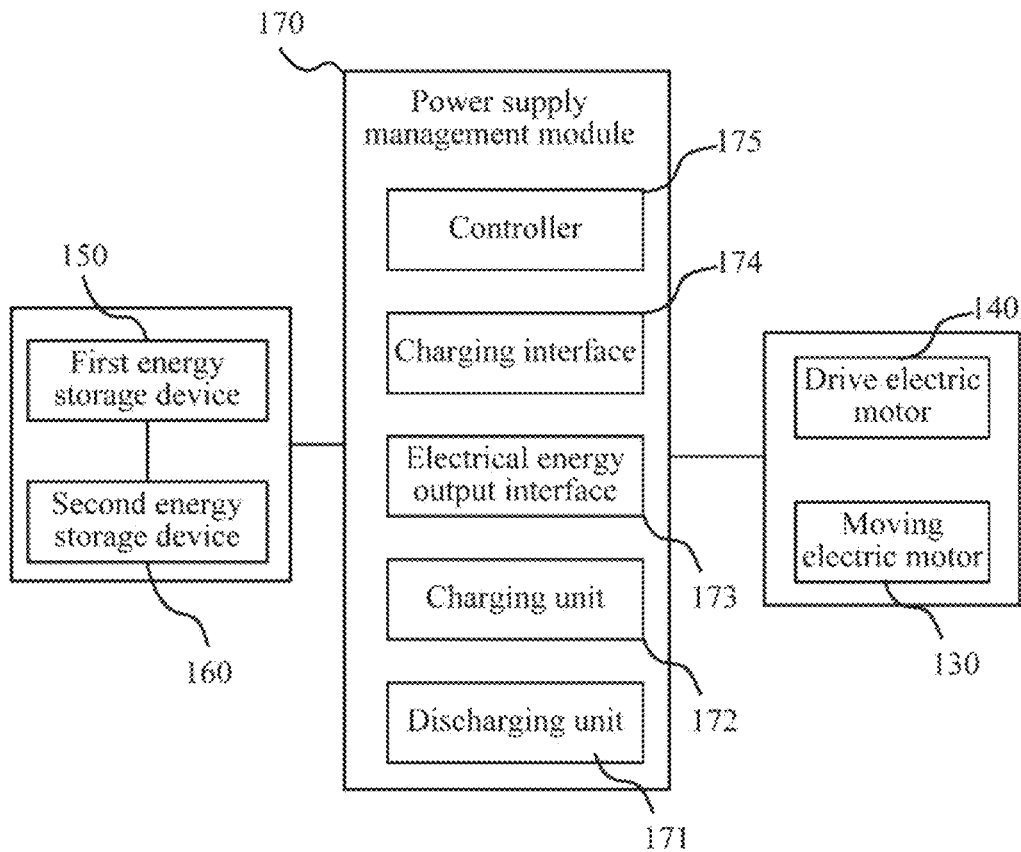 170
Power supply
management module
175
Controller
150
174
Charging interface
140
First energy
storage device
Drive electric
motor
Electrical energy
output interface
Second energy
storage device
Moving
electric motor
173
Charging unit
160
130
172
Discharging unit
171